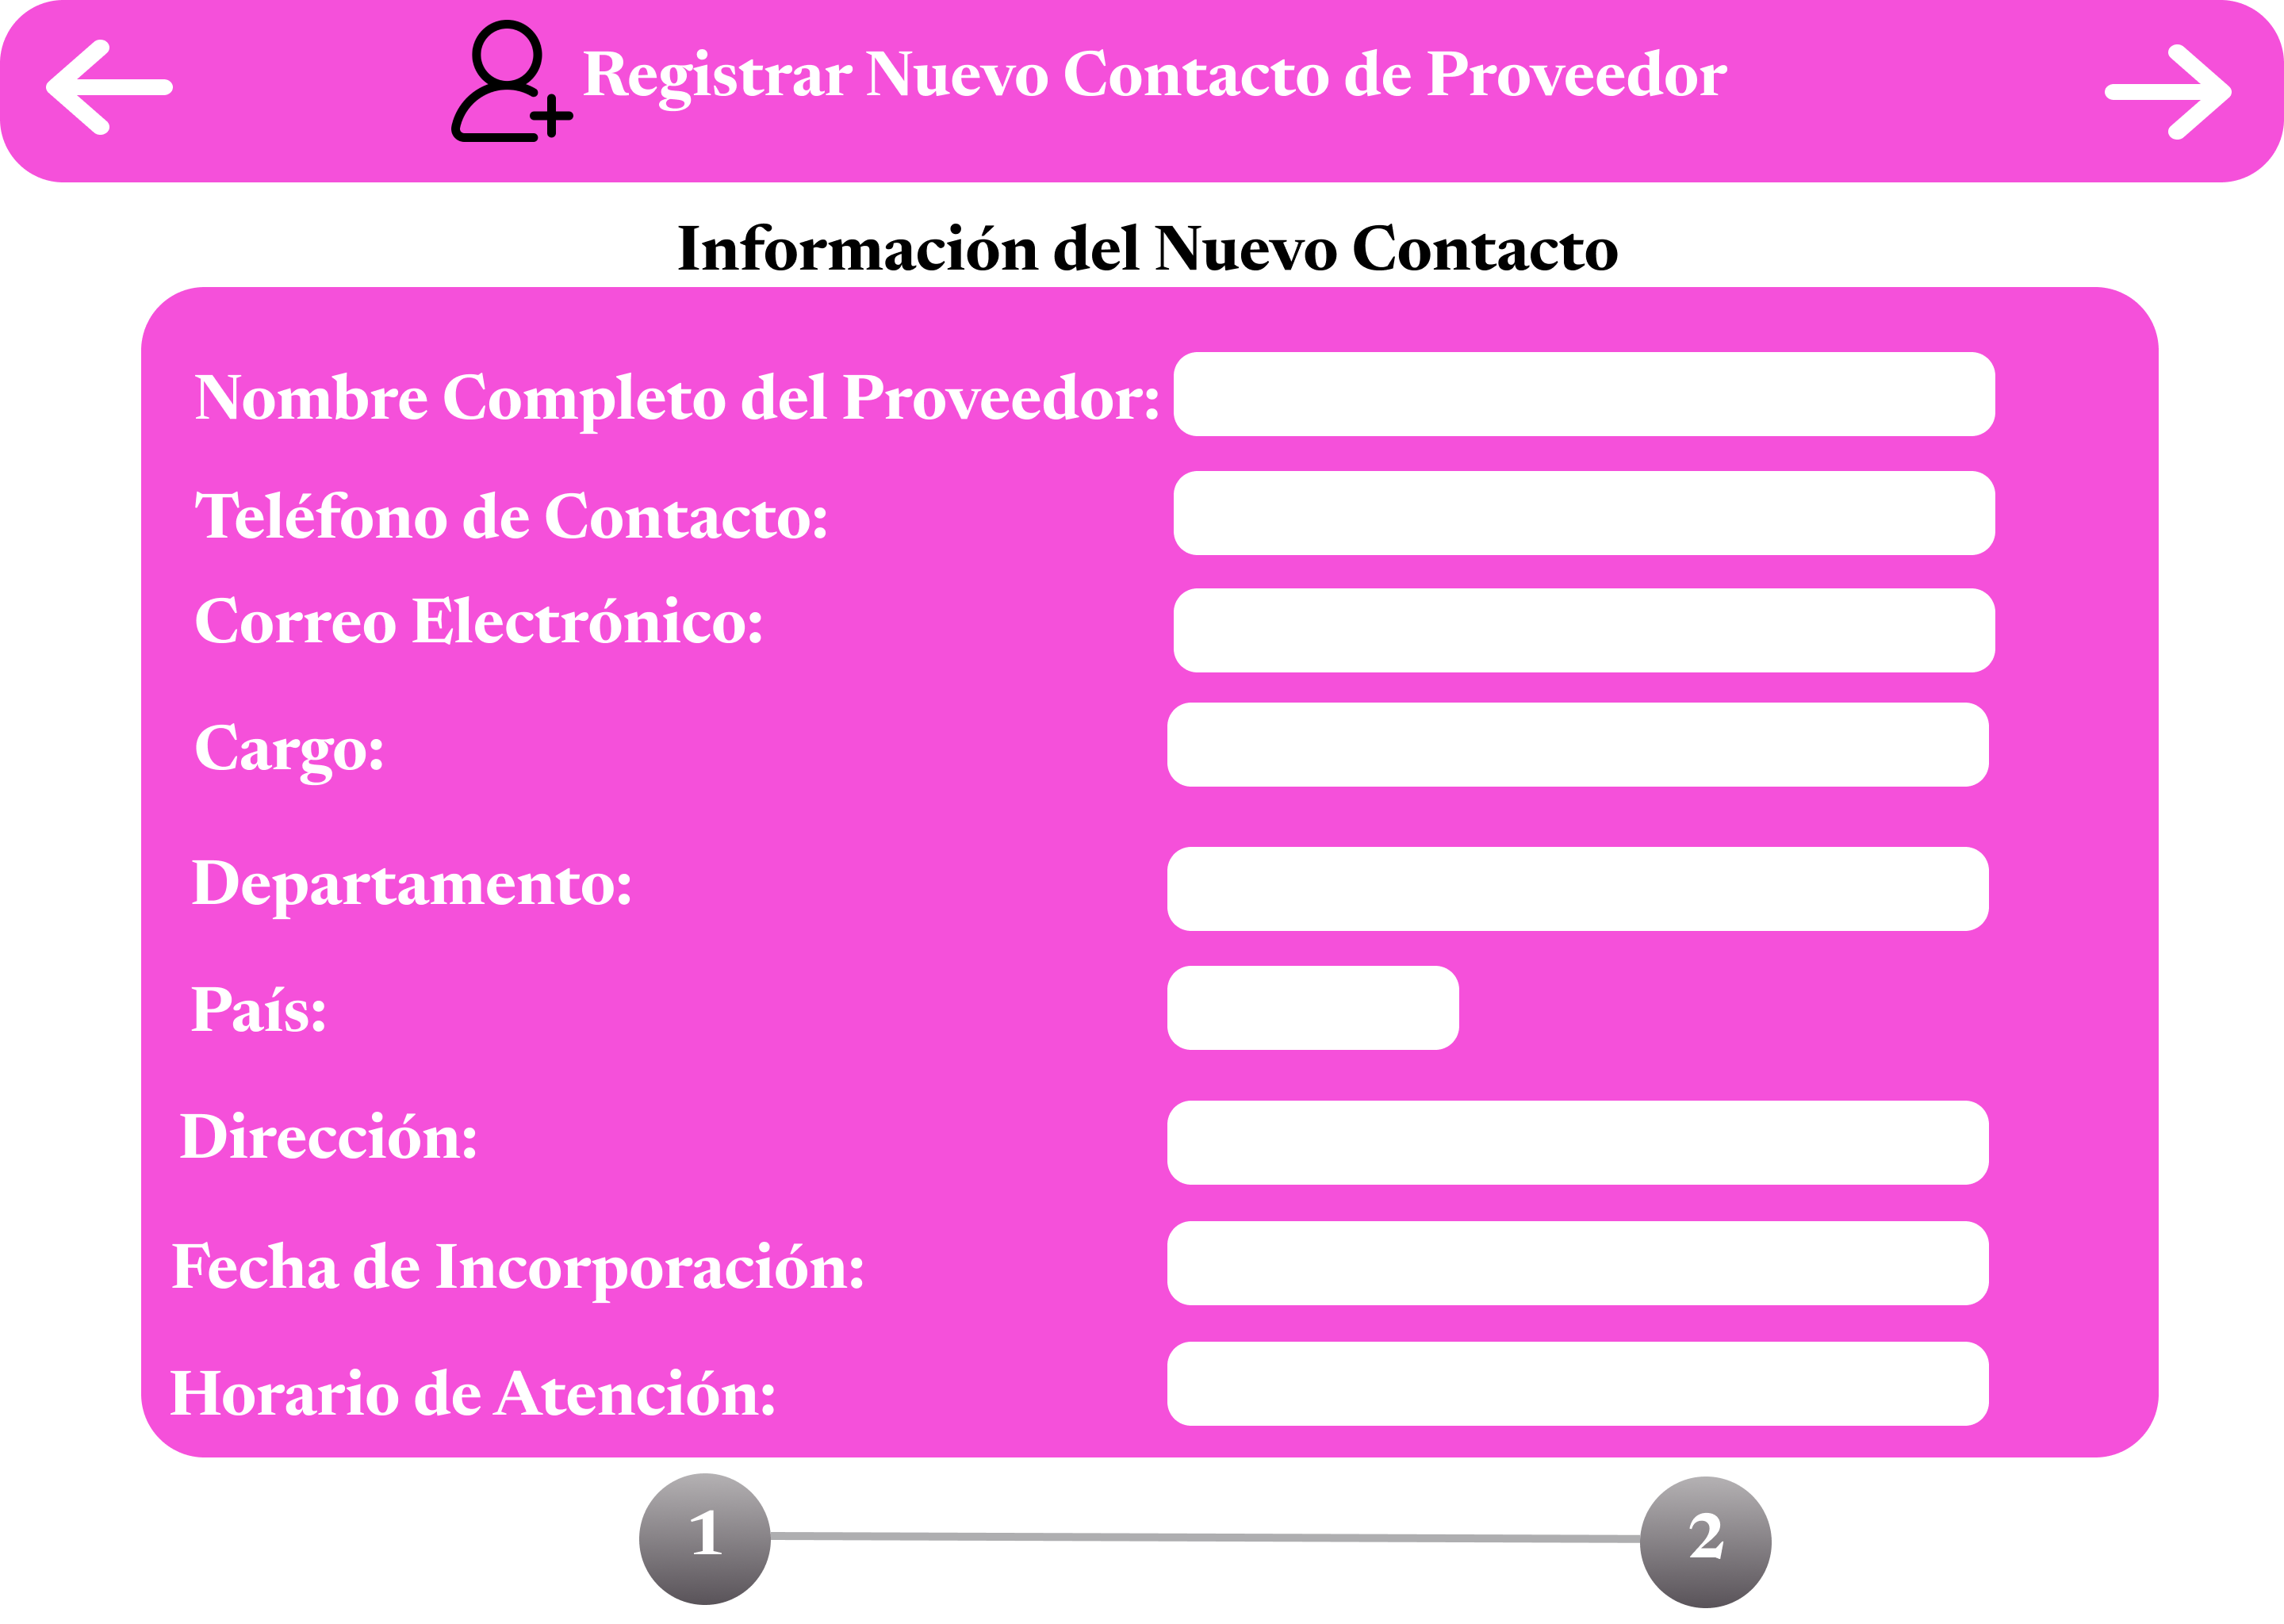 Registrar Nuevo Contacto de Proveedor
Información del Nuevo Contacto
Nombre Completo del Proveedor:
Teléfono de Contacto:
Correo Electrónico:
Cargo:
Departamento:
País:
Dirección:
Fecha de Incorporación:
Horario de Atención:
1
2